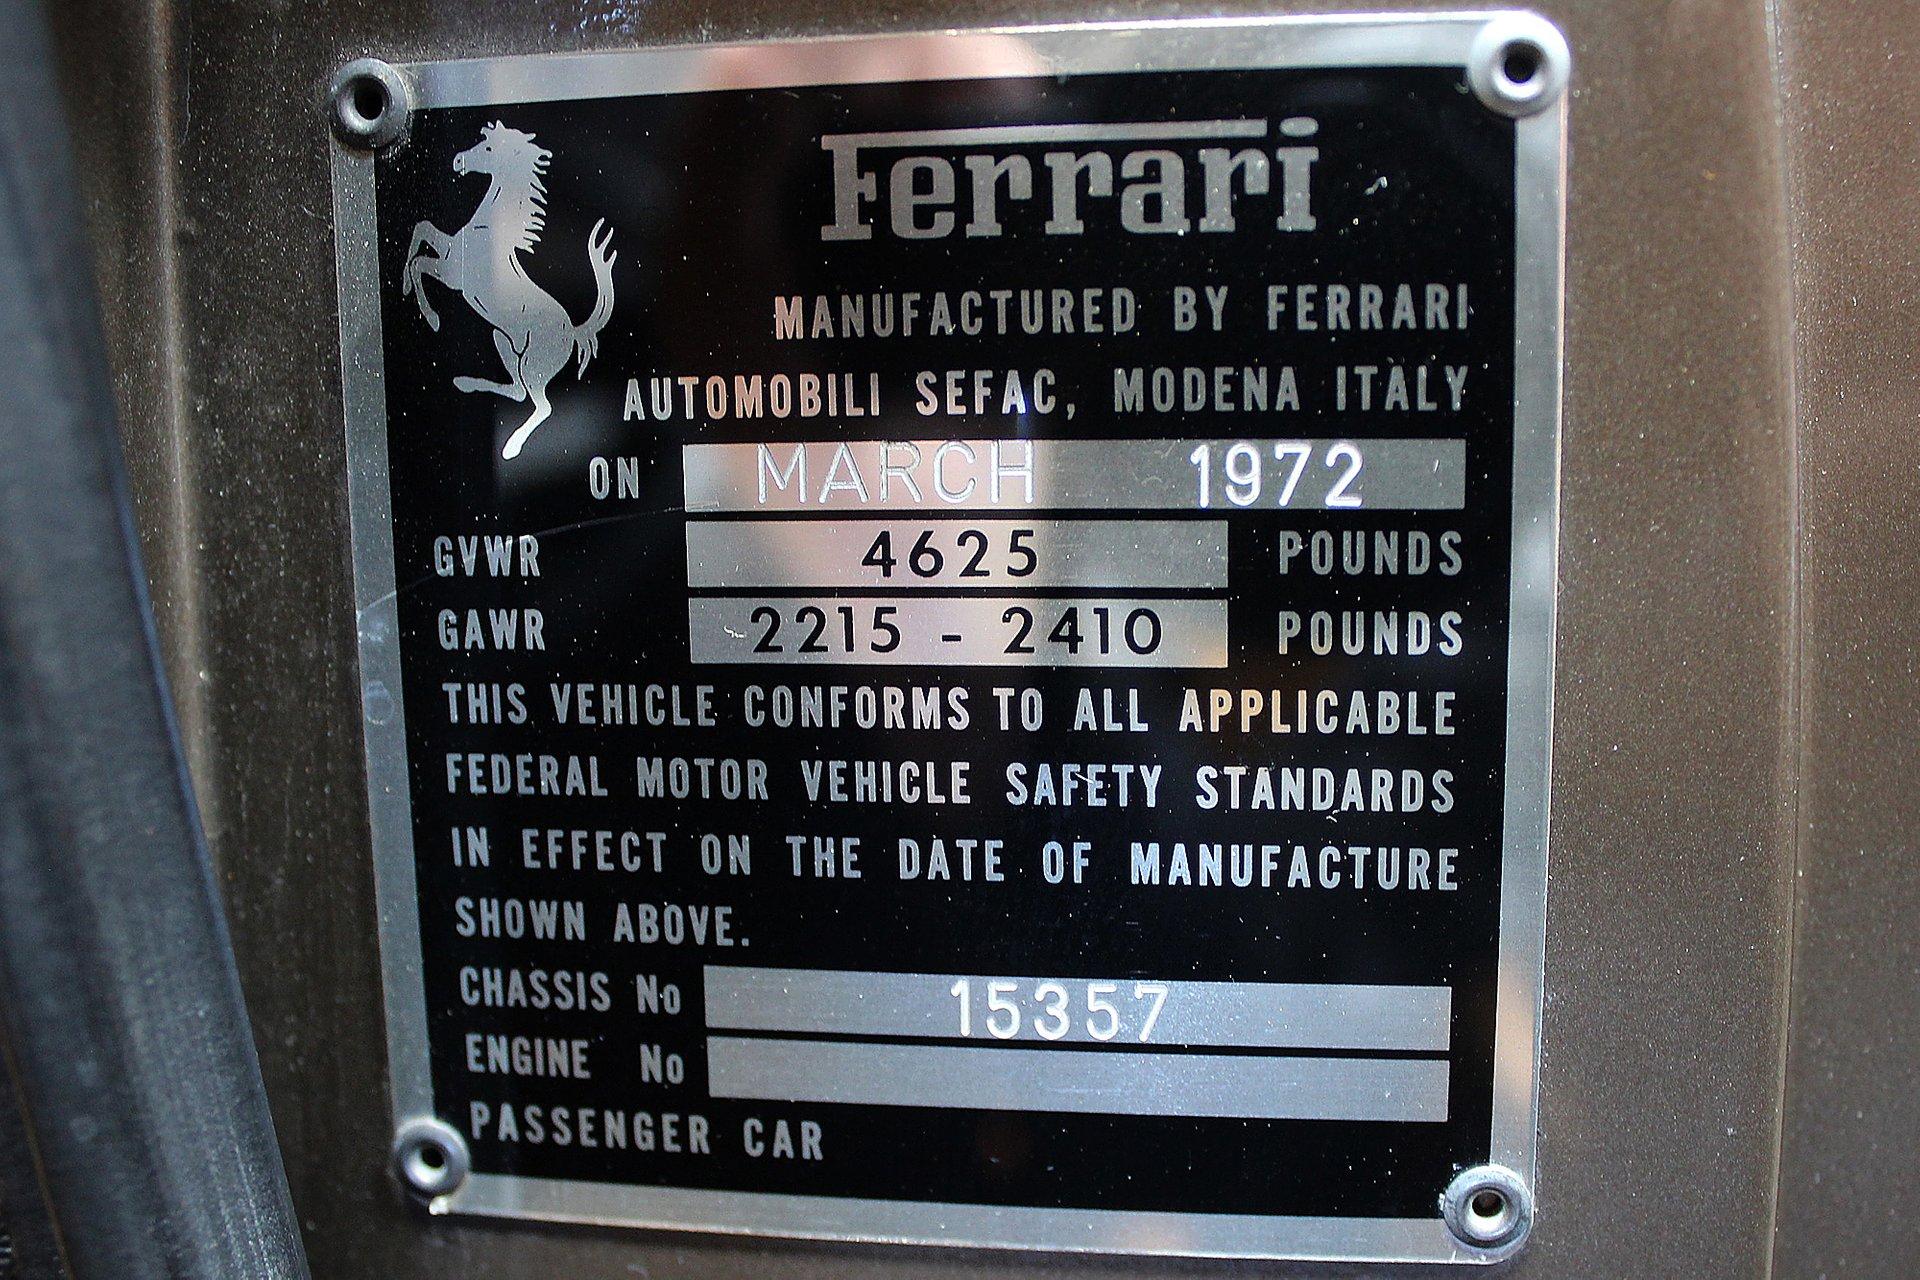 Ferrari
MANUFACTURED BY FERRARI
AUTOMOBILI SEFAC, MODENA ITALY
ON MARCH 1972
GVWR 4625 POUNDS
GAWR 2215 - 2410 POUNDS
THIS VEHICLE CONFORMS TO ALL APPLICABLE
FEDERAL MOTOR VEHICLE SAFETY STANDARDS
IN EFFECT ON THE DATE OF MANUFACTURE
SHOWN ABOVE.
CHASSIS No 15357
ENGINE No
PASSENGER CAR